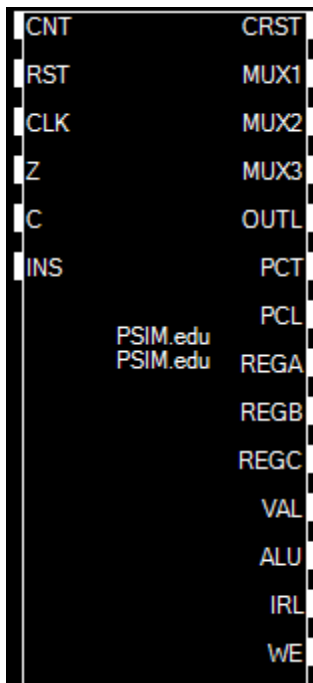 CNT CRST
RST MUX1
CLK MUX2
Z MUX3
C OUTL
INS PCT
PCL
PSIM.edu
PSIM.edu REGA
REGB
REGC
VAL
ALU
IRL
WE